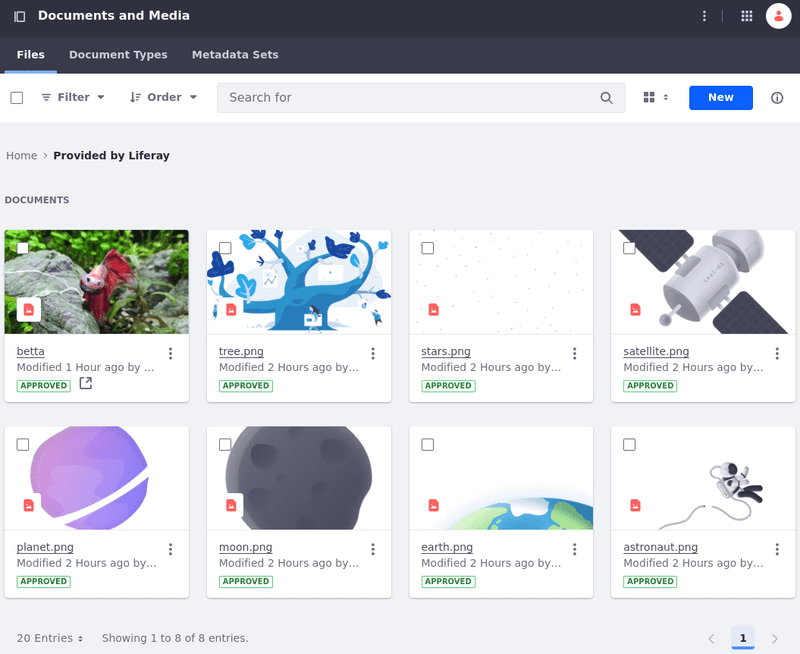 Documents and Media
Files Document Types Metadata Sets
Filter Order Search for New
Home > Provided by Liferay
DOCUMENTS
betta
Modified 1 Hour ago by ...
APPROVED
tree.png
Modified 2 Hours ago by...
APPROVED
stars.png
Modified 2 Hours ago by...
APPROVED
satellite.png
Modified 2 Hours ago by...
APPROVED
planet.png
Modified 2 Hours ago by...
APPROVED
moon.png
Modified 2 Hours ago by...
APPROVED
earth.png
Modified 2 Hours ago by...
APPROVED
astronaut.png
Modified 2 Hours ago by...
APPROVED
20 Entries Showing 1 to 8 of 8 entries. 1